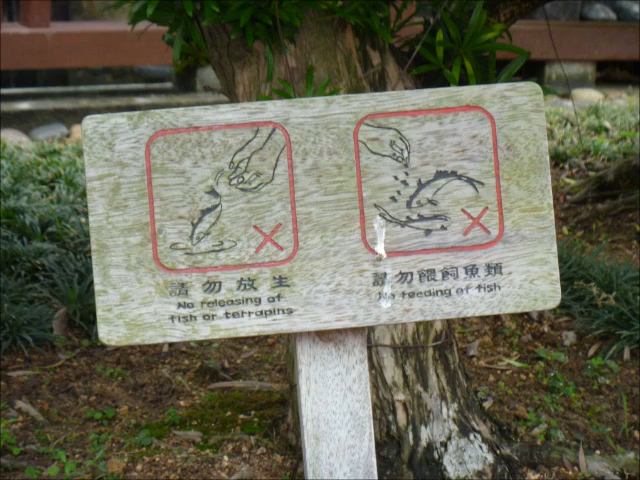 請勿放生
No releasing of
fish or terrapins
請勿餵飼魚類
No feeding of fish